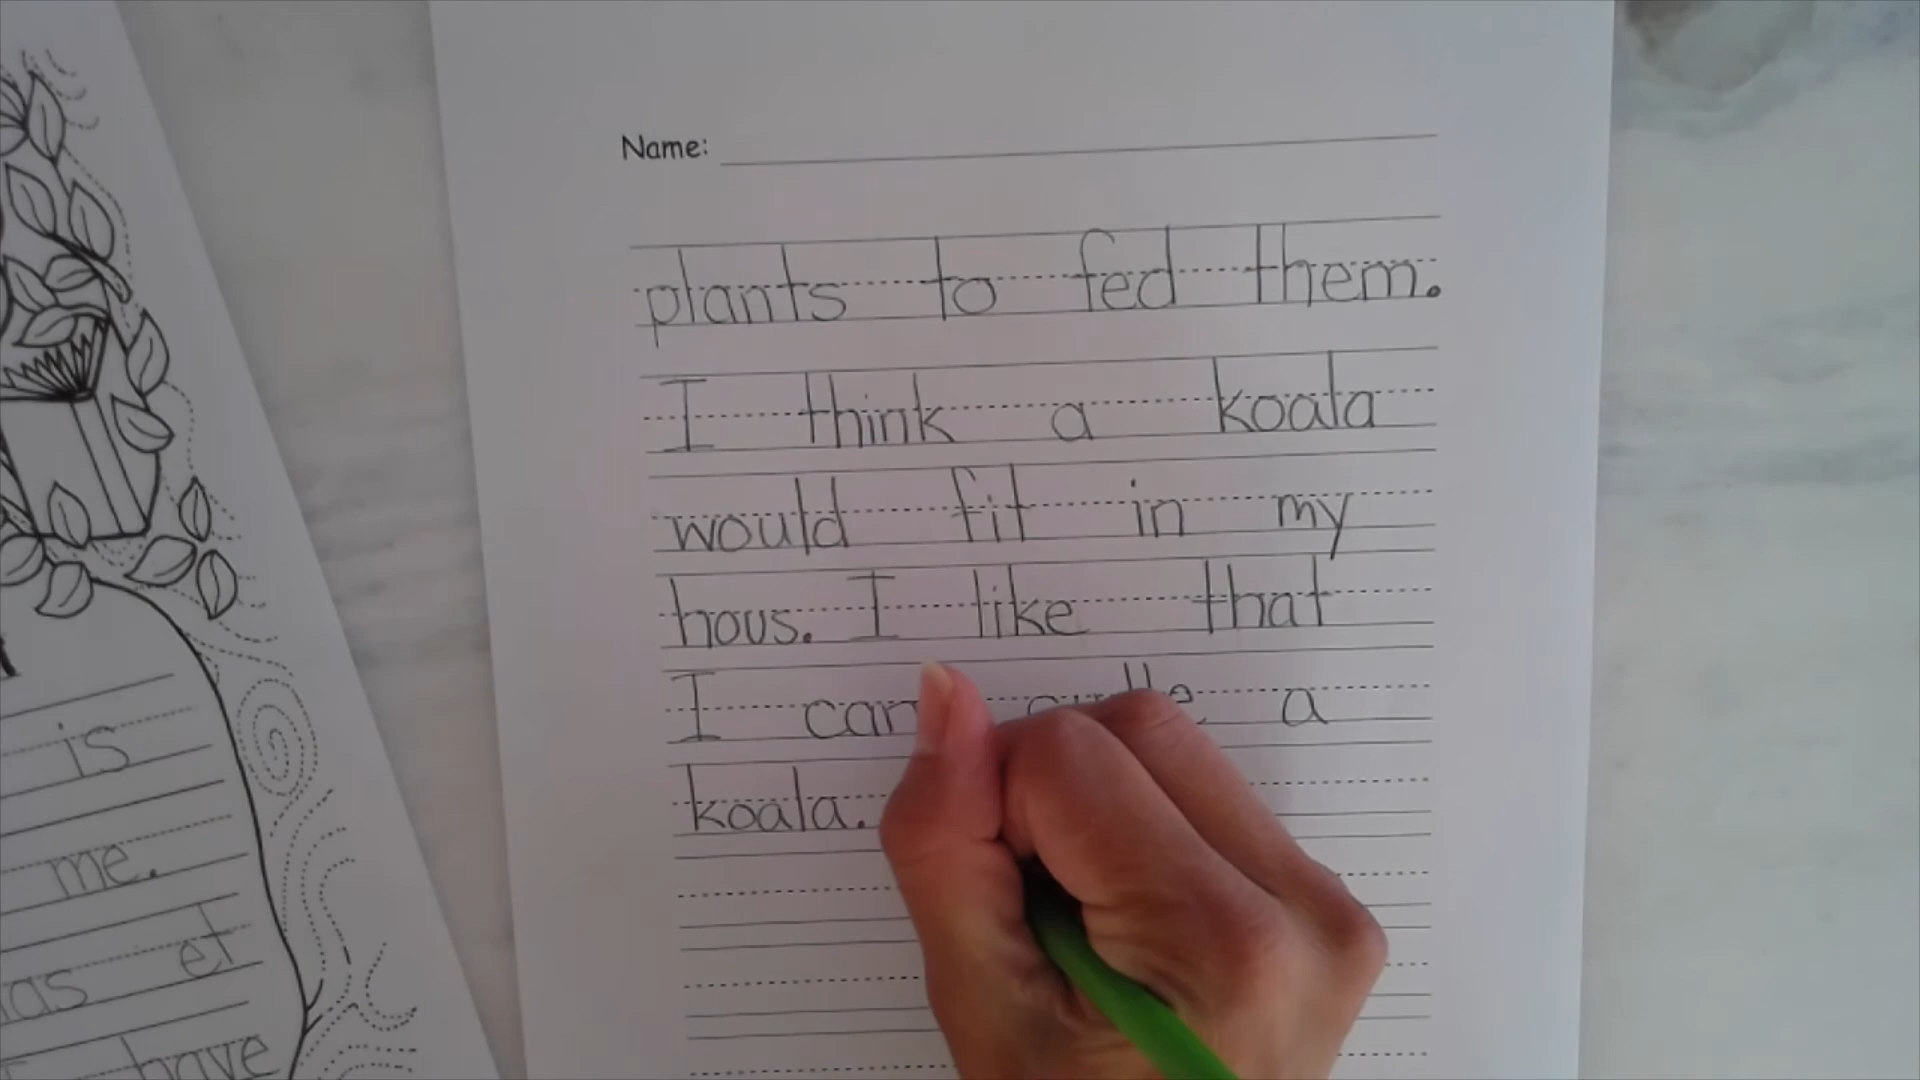 Name:
plants to fed them.
I think a koala
would fit in my
hous. I like that
I can a
koala.
is
me.
et
have